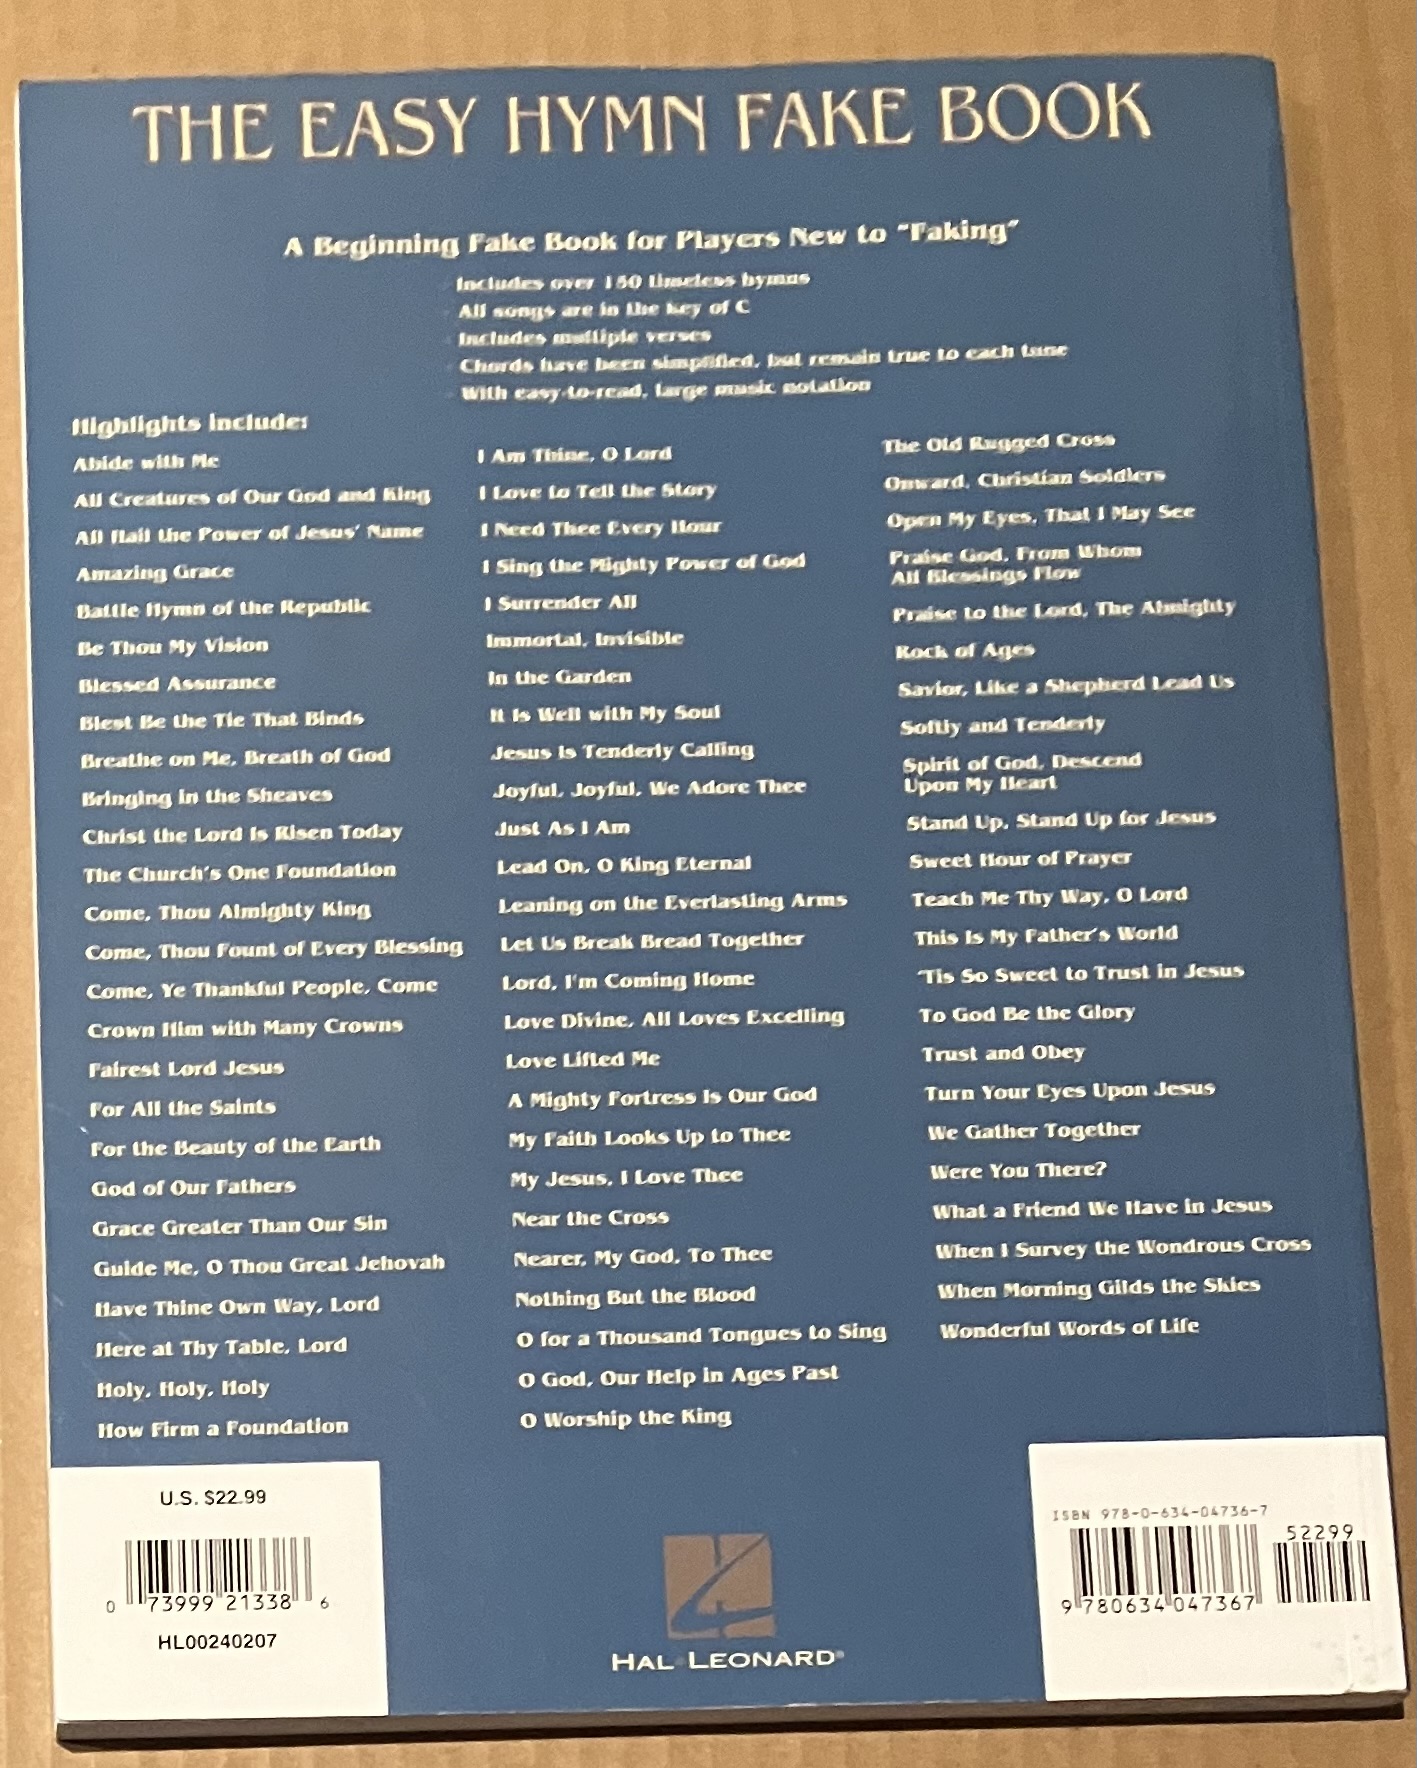 THE EASY HYMN FAKE BOOK
A Beginning Fake Book for Players New to "Faking"
Includes over 150 timeless hymns
All songs are in the key of C
Includes multiple verses
Chords have been simplified, but remain true to each tune
With easy-to-read, large music notation
Highlights include:
Abide with Me
All Creatures of Our God and King
All Hail the Power of Jesus' Name
Amazing Grace
Battle Hymn of the Republic
Be Thou My Vision
Blessed Assurance
Blest Be the Tie That Binds
Breathe on Me, Breath of God
Bringing in the Sheaves
Christ the Lord Is Risen Today
The Church's One Foundation
Come, Thou Almighty King
Come, Thou Fount of Every Blessing
Come, Ye Thankful People, Come
Crown Him with Many Crowns
Fairest Lord Jesus
For All the Saints
For the Beauty of the Earth
God of Our Fathers
Grace Greater Than Our Sin
Guide Me, O Thou Great Jehovah
Have Thine Own Way, Lord
Here at Thy Table, Lord
Holy, Holy, Holy
How Firm a Foundation
I Am Thine, O Lord
I Love to Tell the Story
I Need Thee Every Hour
I Sing the Mighty Power of God
I Surrender All
Immortal, Invisible
In the Garden
It Is Well with My Soul
Jesus Is Tenderly Calling
Joyful, Joyful, We Adore Thee
Just As I Am
Lead On, O King Eternal
Leaning on the Everlasting Arms
Let Us Break Bread Together
Lord, I'm Coming Home
Love Divine, All Loves Excelling
Love Lifted Me
A Mighty Fortress Is Our God
My Faith Looks Up to Thee
My Jesus, I Love Thee
Near the Cross
Nearer, My God, To Thee
Nothing But the Blood
O for a Thousand Tongues to Sing
O God, Our Help in Ages Past
O Worship the King
The Old Rugged Cross
Onward, Christian Soldiers
Open My Eyes, That I May See
Praise God, From Whom
All Blessings Flow
Praise to the Lord, The Almighty
Rock of Ages
Savior, Like a Shepherd Lead Us
Softly and Tenderly
Spirit of God, Descend
Upon My Heart
Stand Up, Stand Up for Jesus
Sweet Hour of Prayer
Teach Me Thy Way, O Lord
This Is My Father's World
'Tis So Sweet to Trust in Jesus
To God Be the Glory
Trust and Obey
Turn Your Eyes Upon Jesus
We Gather Together
Were You There?
What a Friend We Have in Jesus
When I Survey the Wondrous Cross
When Morning Gilds the Skies
Wonderful Words of Life
U.S. $22.99
0 73999 21338 6
HL00240207
HAL•LEONARD®
ISBN 978-0-634-04736-7
52299
9 780634 047367